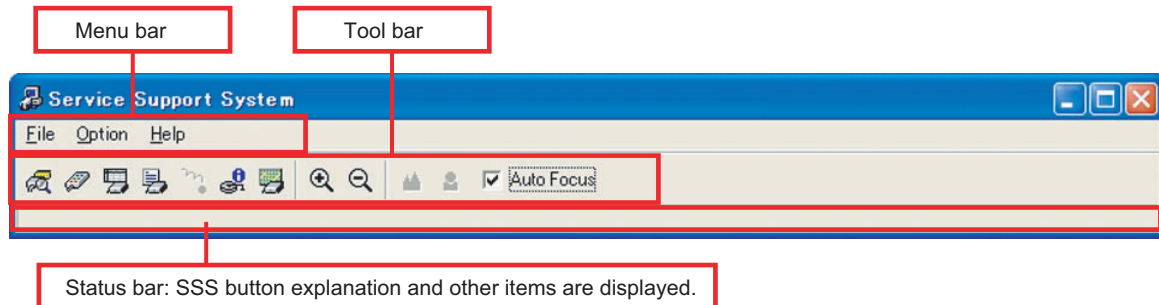 Menu bar
Tool bar
Service Support System
File Option Help
Auto Focus
Status bar: SSS button explanation and other items are displayed.